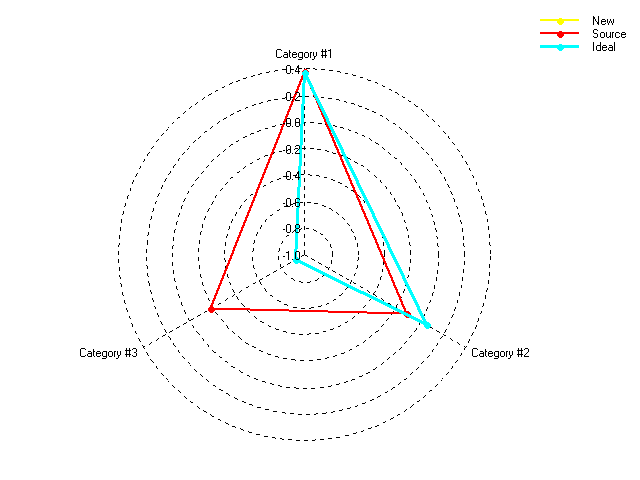 New
Source
Ideal
Category #1
0.4
0.2
0.0
-0.2
-0.4
-0.6
-0.8
-1.0
Category #3
Category #2